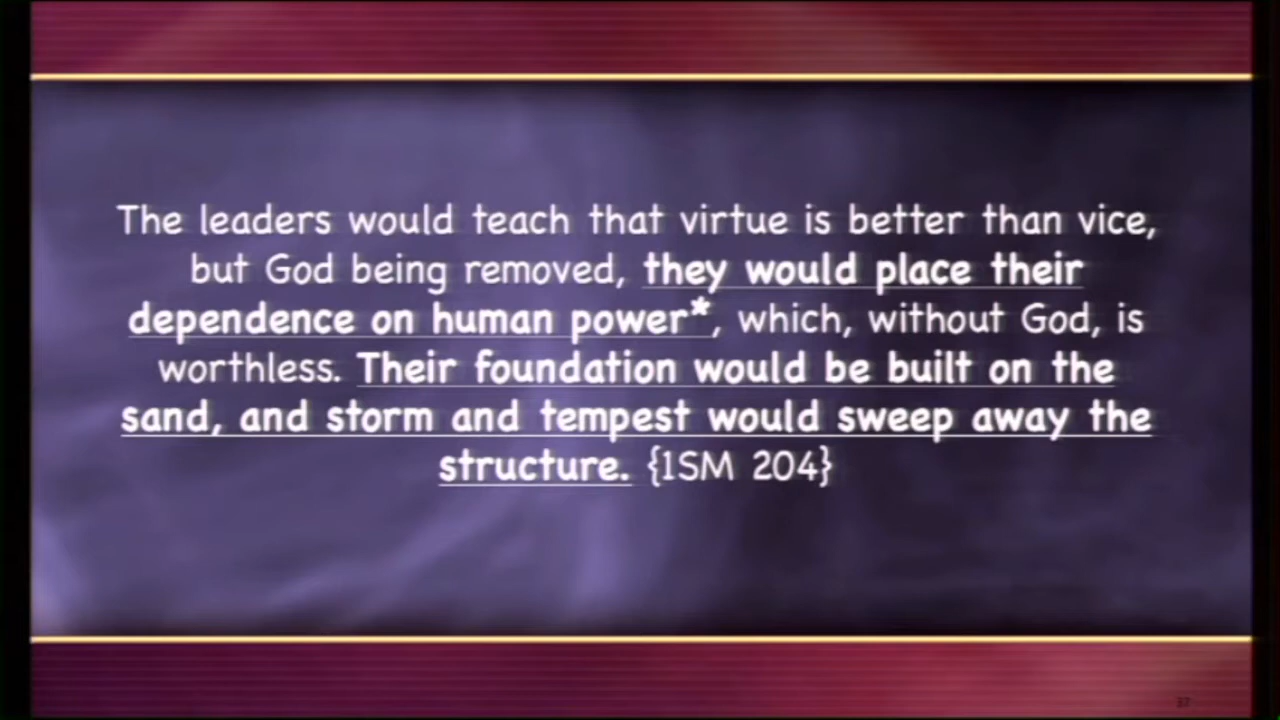 The leaders would teach that virtue is better than vice,
but God being removed, they would place their
dependence on human power*, which, without God, is
worthless. Their foundation would be built on the
sand, and storm and tempest would sweep away the
structure. {1SM 204}
37